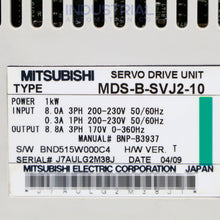 INDUSTRIAL
MITSUBISHI SERVO DRIVE UNIT
TYPE MDS-B-SVJ2-10
POWER 1kW
INPUT 8.0A 3PH 200-230V 50/60Hz
0.3A 1PH 200-230V 50/60Hz
OUTPUT 8.8A 3PH 170V 0-360Hz
MANUAL# BNP-B3937
S/W BND515W000C4 H/W VER. T
SERIAL# J7AULG2M38J DATE 04/09
MITSUBISHI ELECTRIC CORPORATION JAPAN